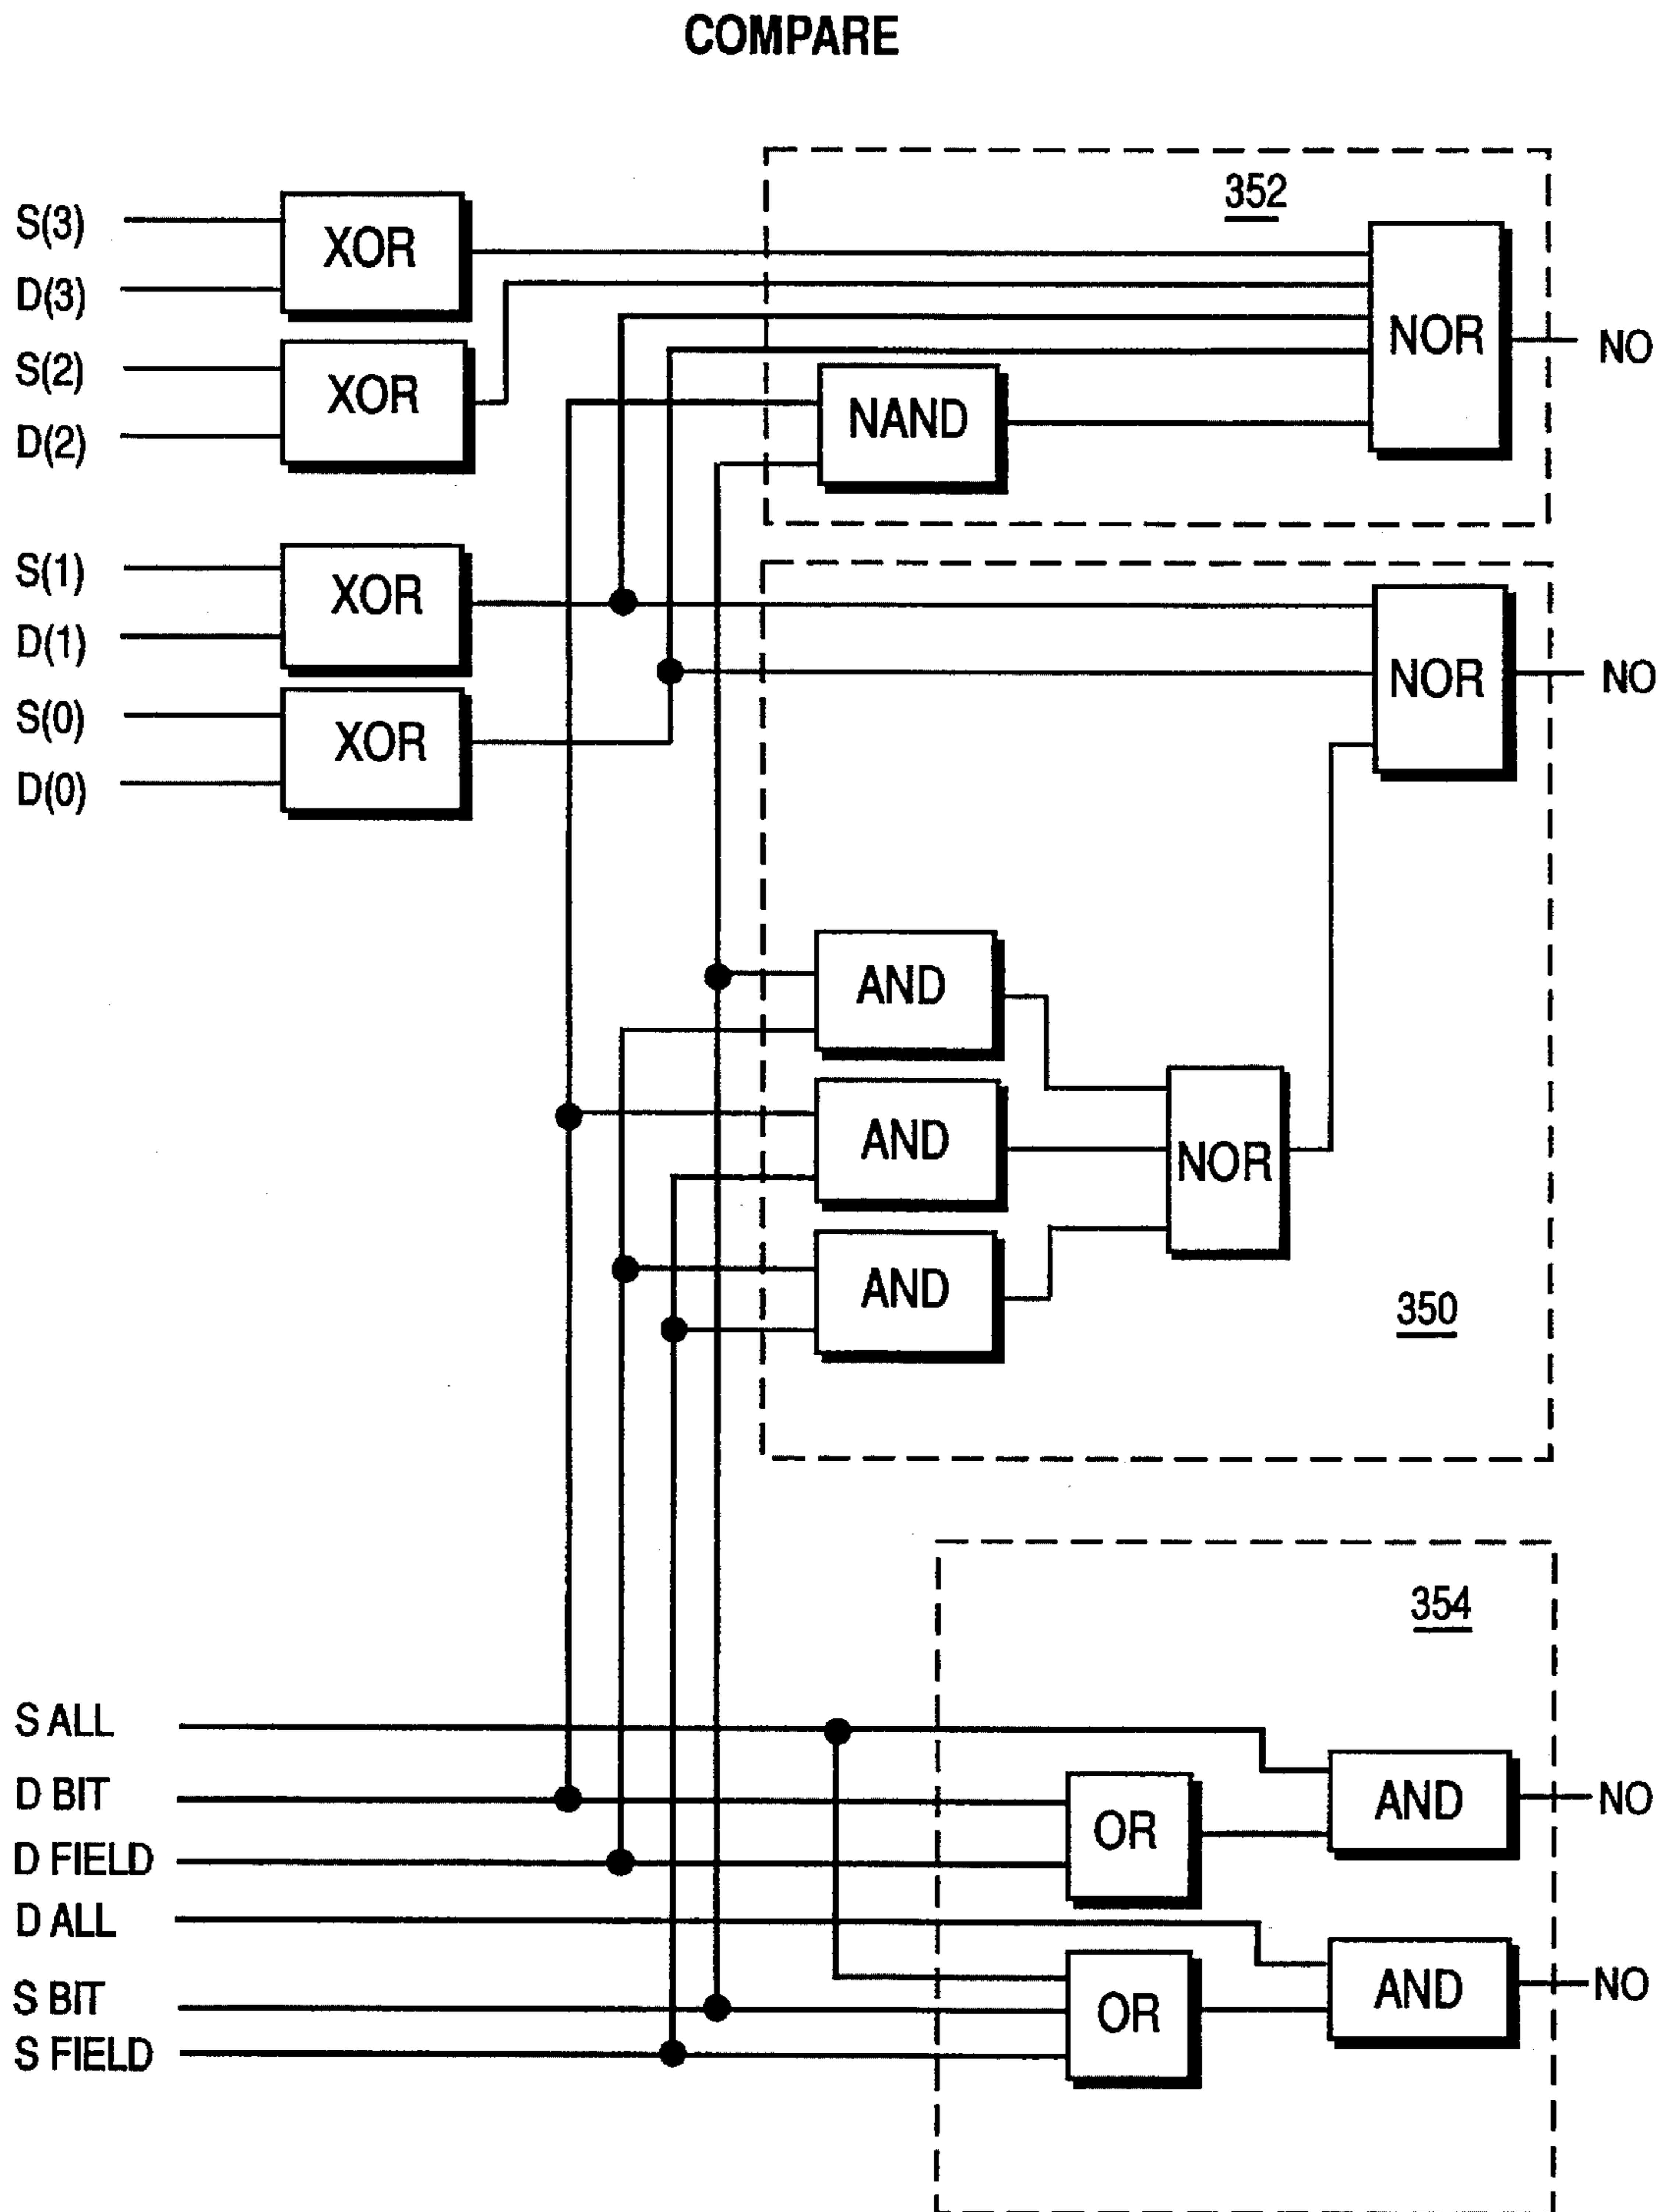 COMPARE
352
S(3)
XOR
D(3)
NOR
NO
S(2)
XOR
D(2)
NAND
S(1)
XOR
D(1)
NOR
NO
S(0)
XOR
D(0)
AND
AND
NOR
AND
350
354
S ALL
D BIT
OR
AND
NO
D FIELD
D ALL
S BIT
OR
AND
NO
S FIELD